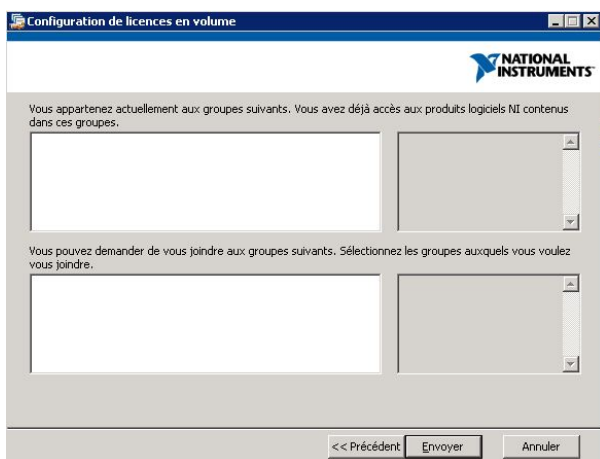 Configuration de licences en volume
NATIONAL
INSTRUMENTS
Vous appartenez actuellement aux groupes suivants. Vous avez déjà accès aux produits logiciels NI contenus
dans ces groupes.
Vous pouvez demander de vous joindre aux groupes suivants. Sélectionnez les groupes auxquels vous voulez
vous joindre.
<< Précédent Envoyer Annuler